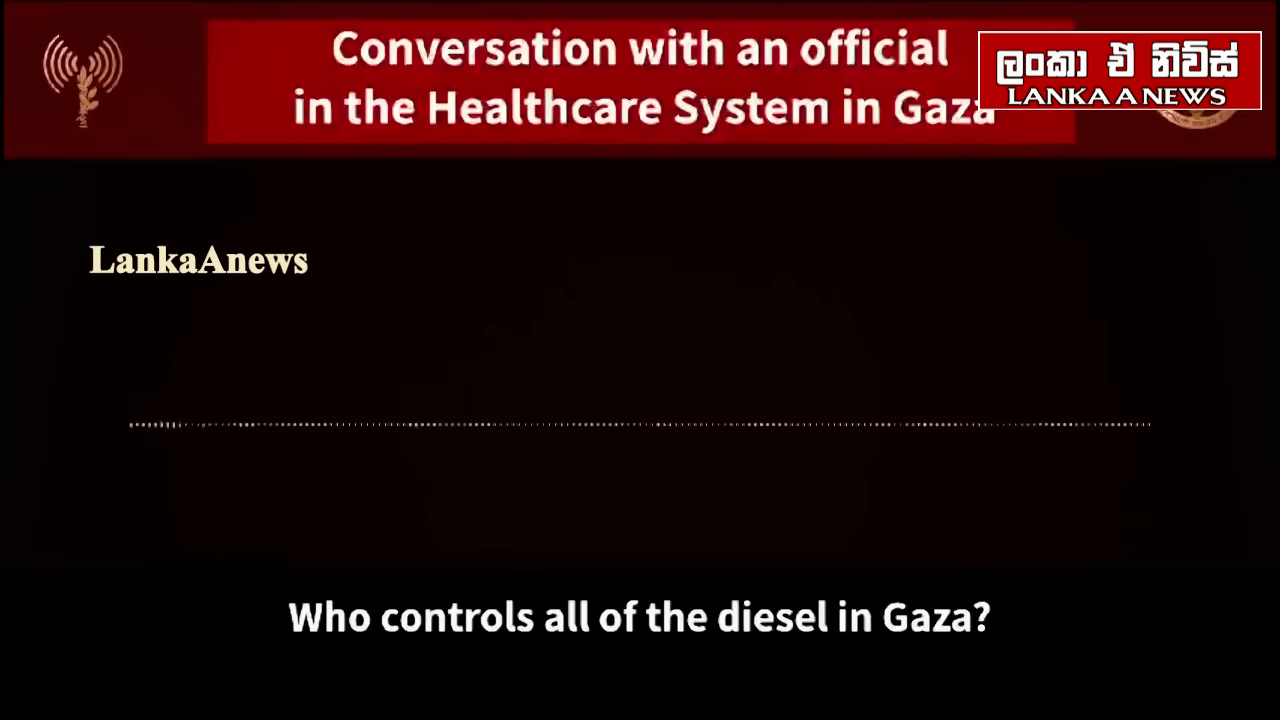 Conversation with an official
in the Healthcare System in Gaza
ලංකා ඒ නිව්ස්
LANKA A NEWS
LankaAnews
Who controls all of the diesel in Gaza?